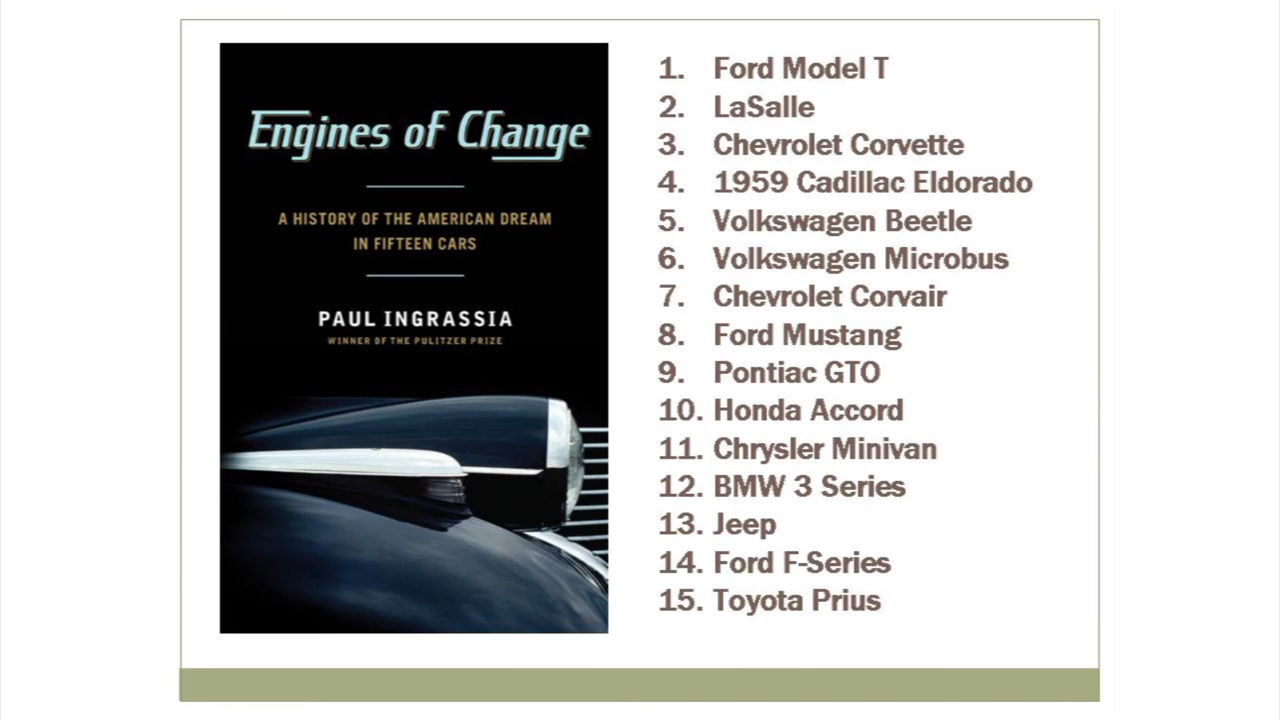 Engines of Change
A HISTORY OF THE AMERICAN DREAM
IN FIFTEEN CARS
PAUL INGRASSIA
WINNER OF THE PULITZER PRIZE
1. Ford Model T
2. LaSalle
3. Chevrolet Corvette
4. 1959 Cadillac Eldorado
5. Volkswagen Beetle
6. Volkswagen Microbus
7. Chevrolet Corvair
8. Ford Mustang
9. Pontiac GTO
10. Honda Accord
11. Chrysler Minivan
12. BMW 3 Series
13. Jeep
14. Ford F-Series
15. Toyota Prius